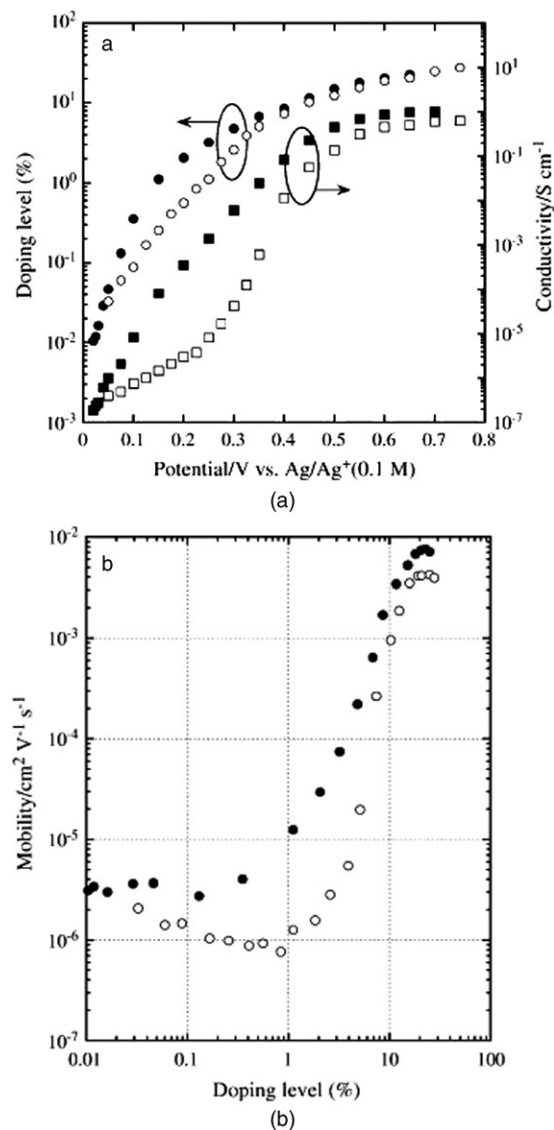 a
10²
10¹
10⁰
10⁻¹
10⁻²
10⁻³
Doping level (%)
10¹
10⁻¹
10⁻³
10⁻⁵
10⁻⁷
Conductivity/S cm⁻¹
0 0.1 0.2 0.3 0.4 0.5 0.6 0.7 0.8
Potential/V vs. Ag/Ag⁺(0.1 M)
(a)
b
10⁻²
10⁻³
10⁻⁴
10⁻⁵
10⁻⁶
10⁻⁷
Mobility/cm² V⁻¹ s⁻¹
0.01 0.1 1 10 100
Doping level (%)
(b)